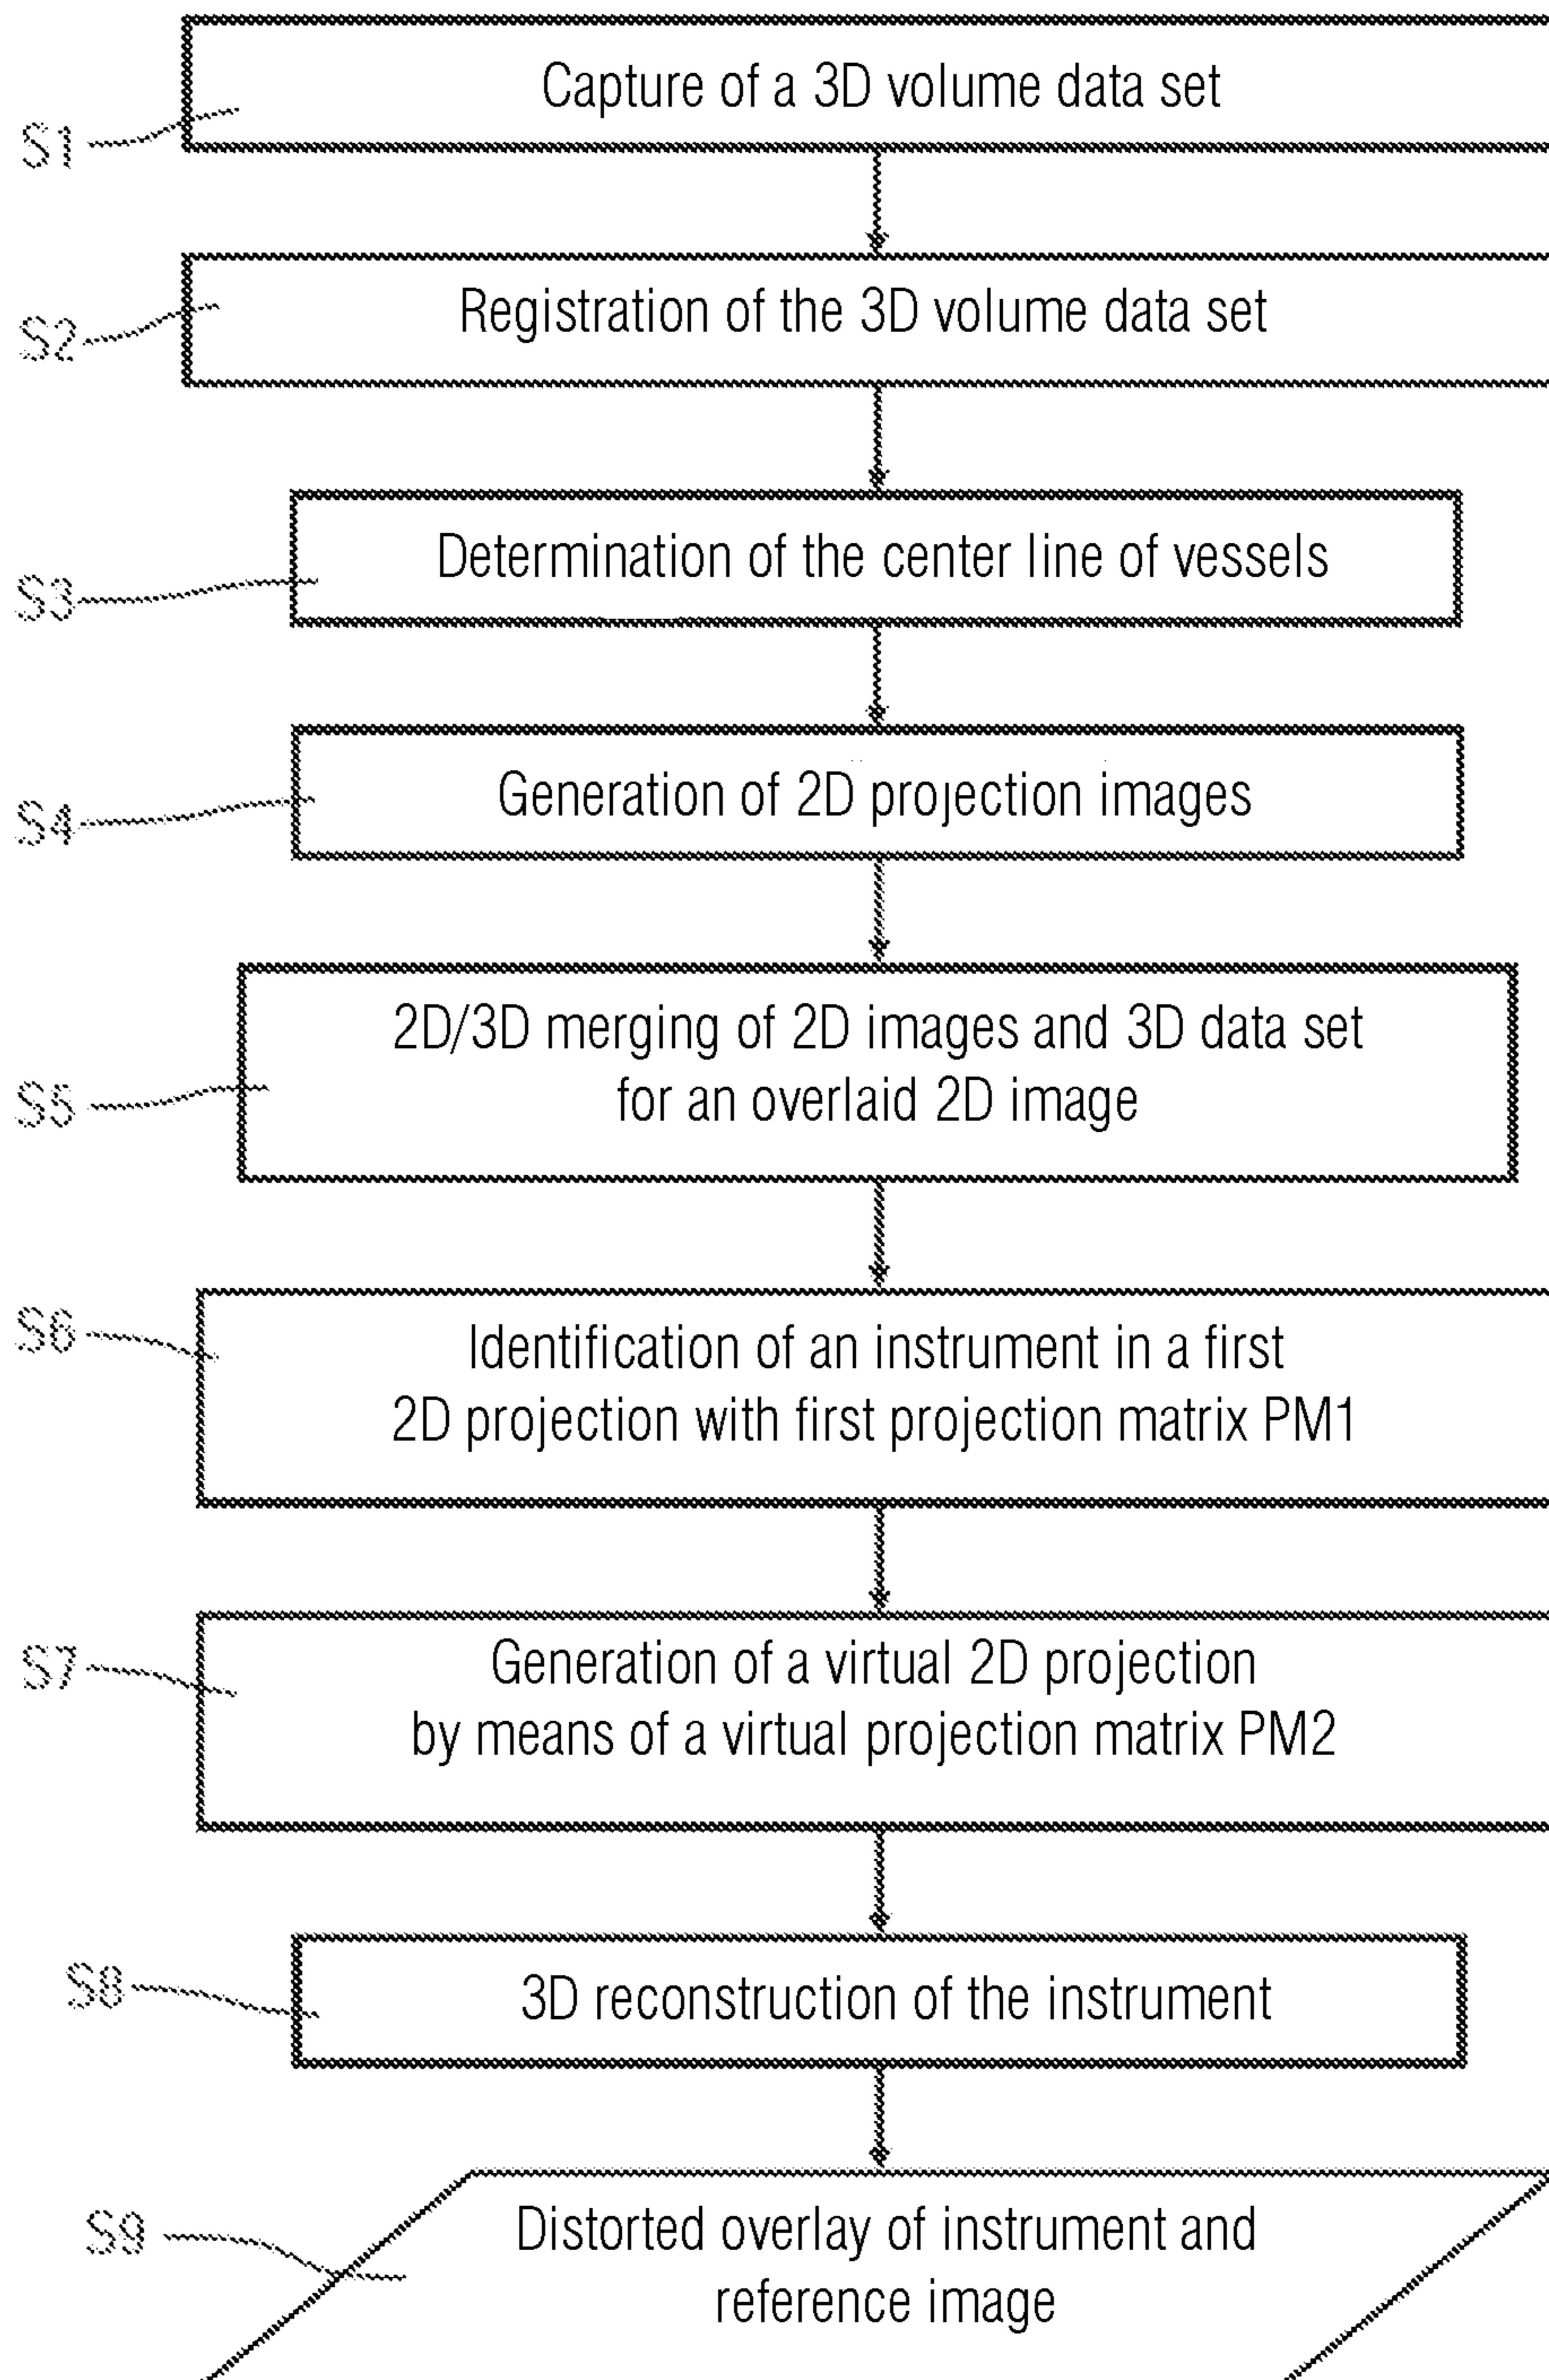 Capture of a 3D volume data set
S1
Registration of the 3D volume data set
S2
Determination of the center line of vessels
S3
Generation of 2D projection images
S4
2D/3D merging of 2D images and 3D data set
for an overlaid 2D image
S5
S6
Identification of an instrument in a first
2D projection with first projection matrix PM1
S7
Generation of a virtual 2D projection
by means of a virtual projection matrix PM2
S8
3D reconstruction of the instrument
S9
Distorted overlay of instrument and
reference image